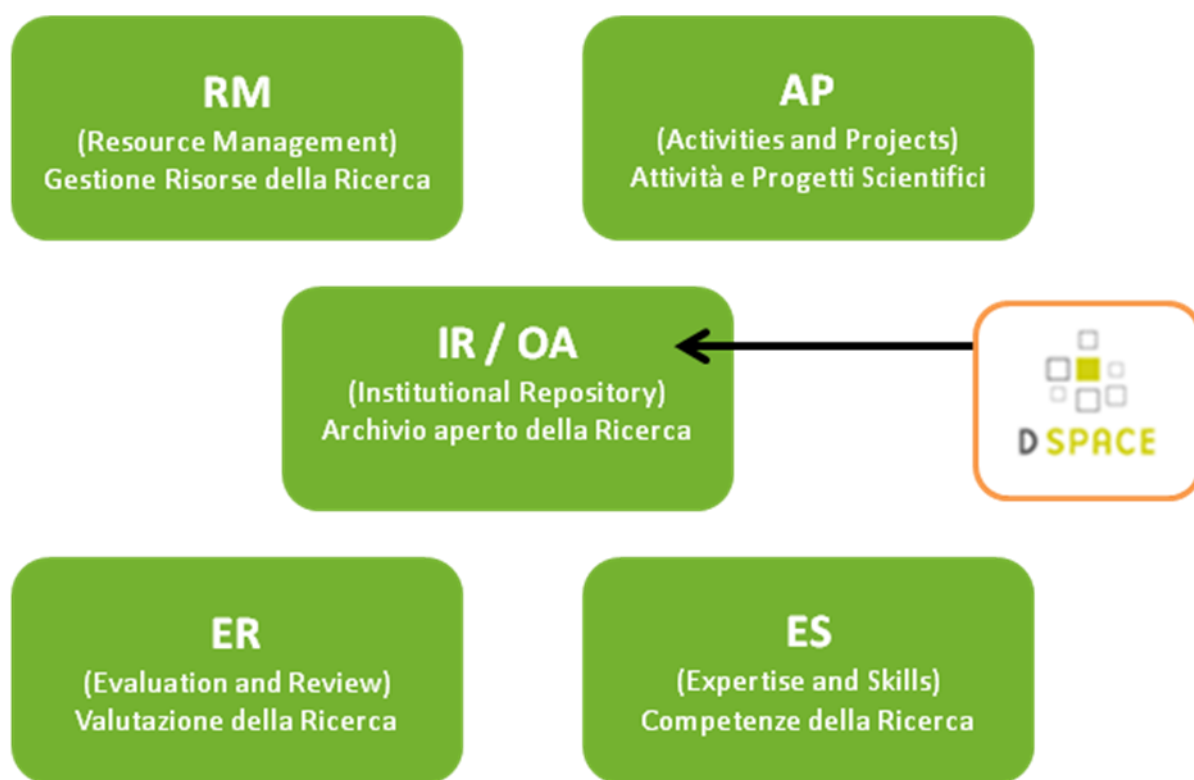 RM
(Resource Management)
Gestione Risorse della Ricerca
AP
(Activities and Projects)
Attività e Progetti Scientifici
IR / OA
(Institutional Repository)
Archivio aperto della Ricerca
D SPACE
ER
(Evaluation and Review)
Valutazione della Ricerca
ES
(Expertise and Skills)
Competenze della Ricerca